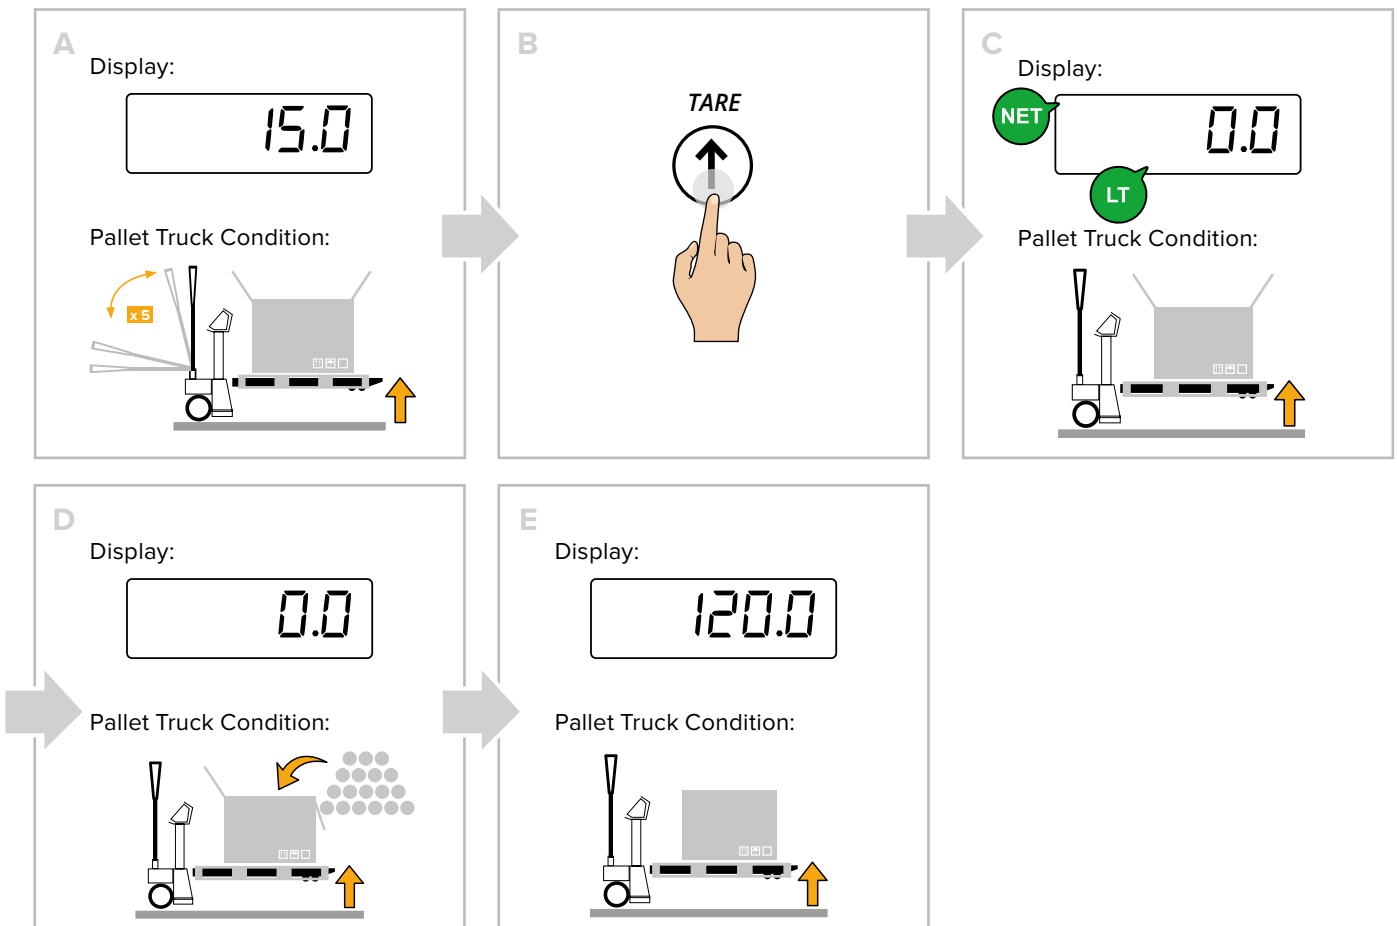 A
Display:
15.0
Pallet Truck Condition:
x 5
B
TARE
C
Display:
NET
0.0
LT
Pallet Truck Condition:
D
Display:
0.0
Pallet Truck Condition:
E
Display:
120.0
Pallet Truck Condition: